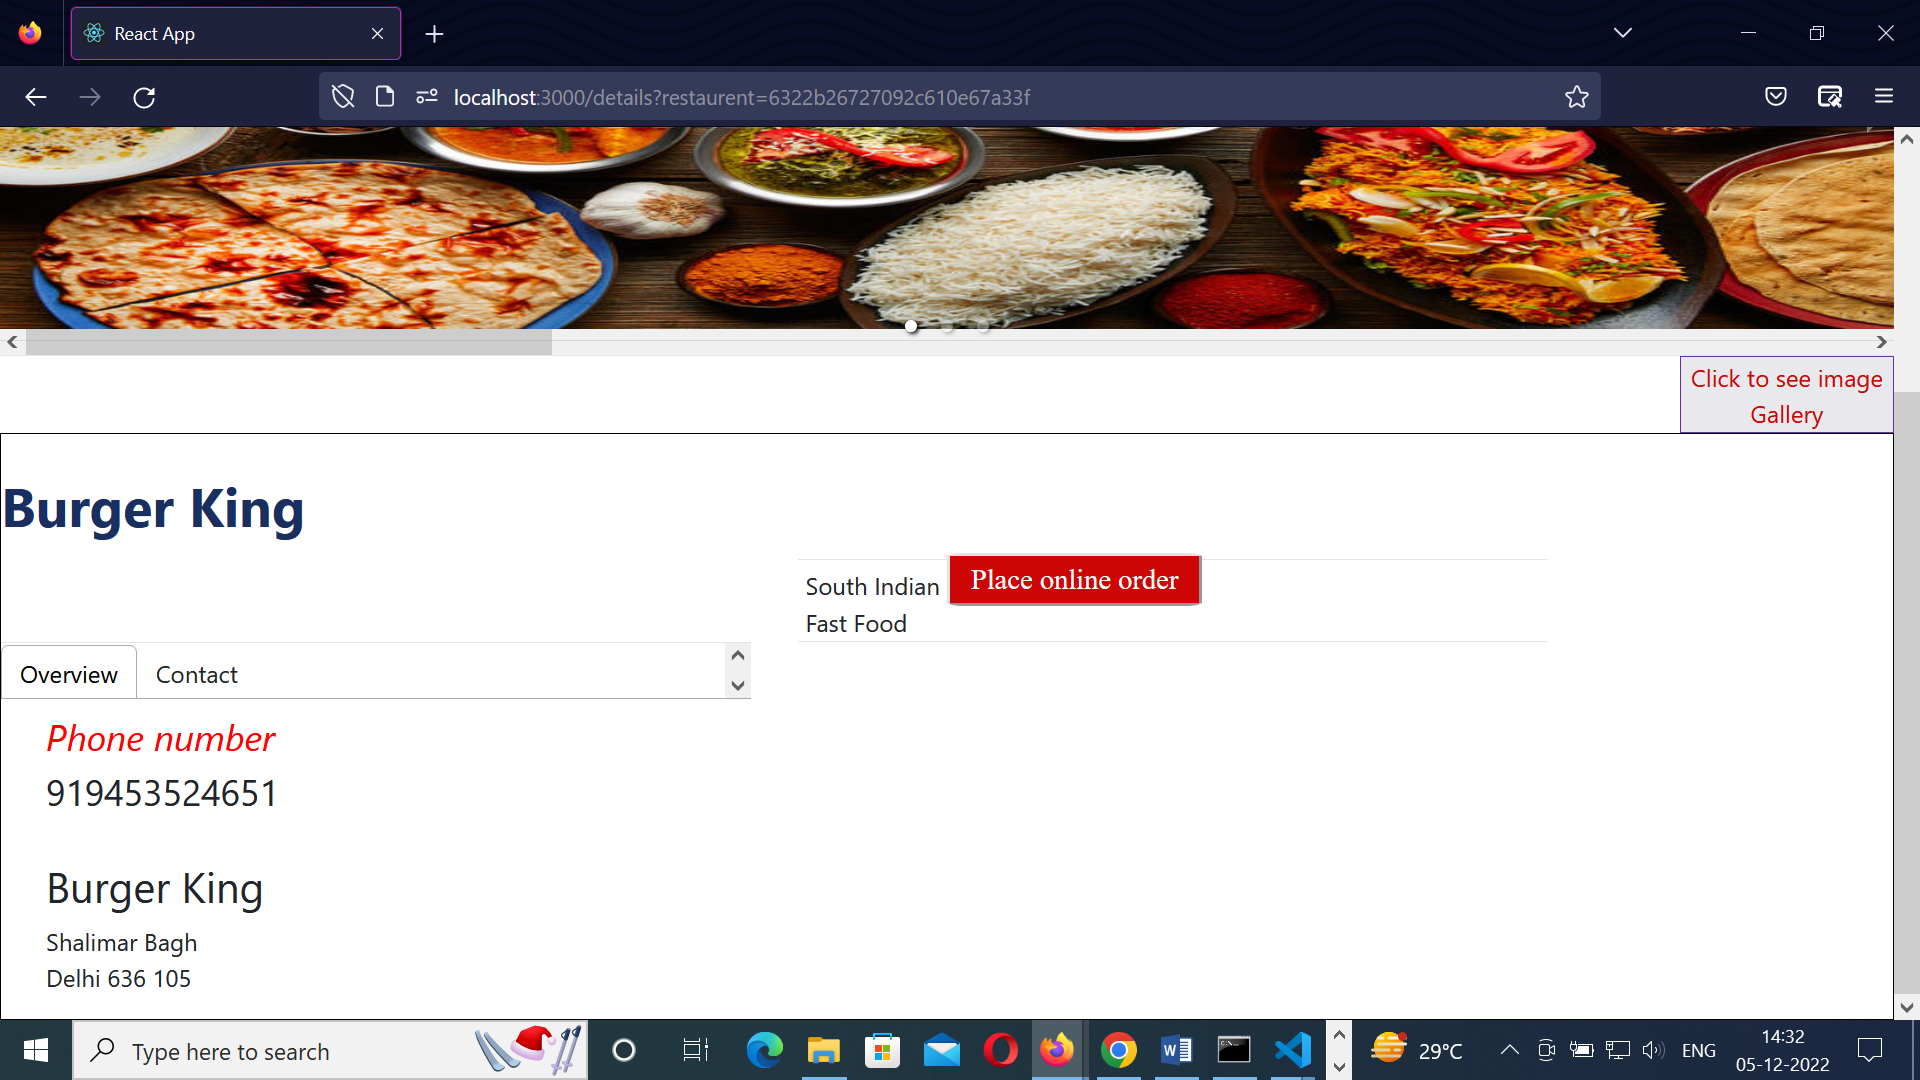 React App
localhost:3000/details?restaurent=6322b26727092c610e67a33f
Click to see image
Gallery
Burger King
South Indian
Place online order
Fast Food
Overview
Contact
Phone number
919453524651
Burger King
Shalimar Bagh
Delhi 636 105
Type here to search
29°C
ENG
14:32
05-12-2022